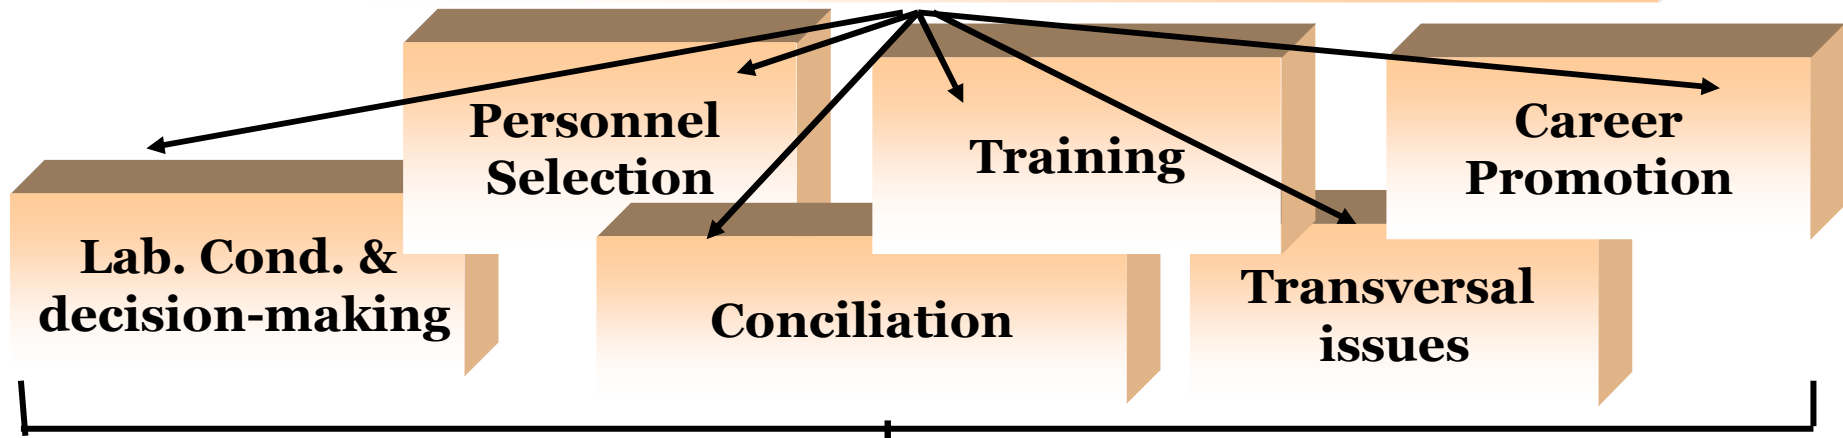 Personnel
Selection
Training
Career
Promotion
Lab. Cond. &
decision-making
Conciliation
Transversal
issues